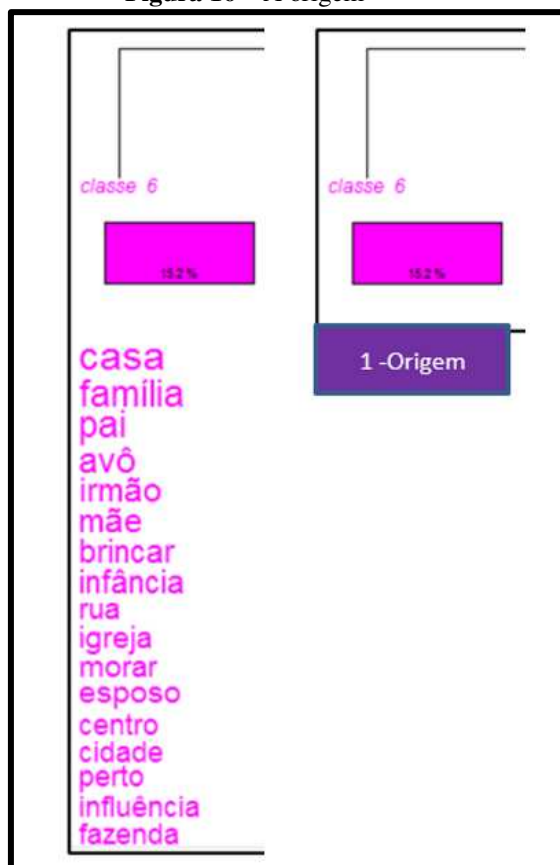 classe 6
15.2 %
casa
família
pai
avô
irmão
mãe
brincar
infância
rua
igreja
morar
esposo
centro
cidade
perto
influência
fazenda
classe 6
15.2 %
1 -Origem